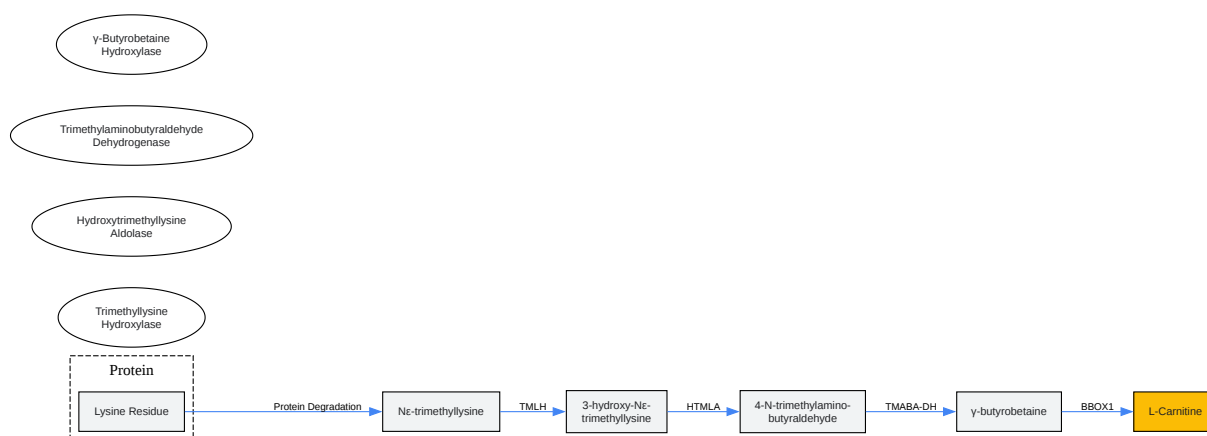 γ-Butyrobetaine
Hydroxylase
Trimethylaminobutyraldehyde
Dehydrogenase
Hydroxytrimethyllysine
Aldolase
Trimethyllysine
Hydroxylase
Protein
Lysine Residue
Protein Degradation
Nε-trimethyllysine
TMLH
3-hydroxy-Nε-
trimethyllysine
HTMLA
4-N-trimethylamino-
butyraldehyde
TMABA-DH
γ-butyrobetaine
BBOX1
L-Carnitine